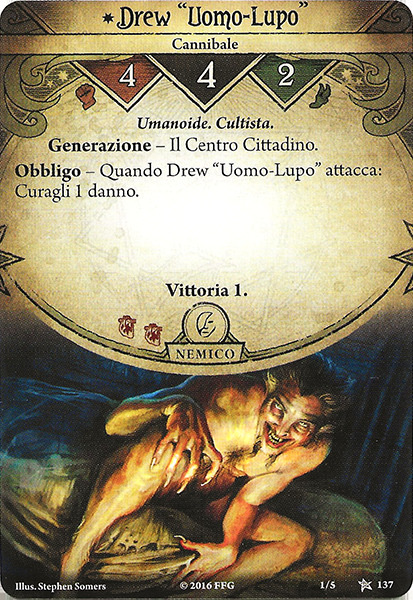 *Drew “Uomo-Lupo”
Cannibale
4 4 2
Umanoide. Cultista.
Generazione – Il Centro Cittadino.
Obbligo – Quando Drew “Uomo-Lupo” attacca:
Curagli 1 danno.
Vittoria 1.
NEMICO
Illus. Stephen Somers © 2016 FFG 1/5 137